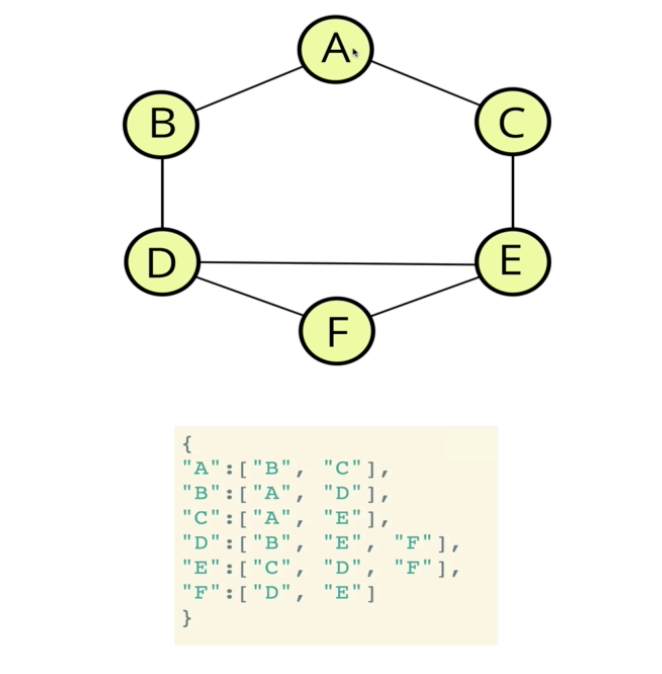 A
B
C
D
E
F
{
"A":["B", "C"],
"B":["A", "D"],
"C":["A", "E"],
"D":["B", "E", "F"],
"E":["C", "D", "F"],
"F":["D", "E"]
}